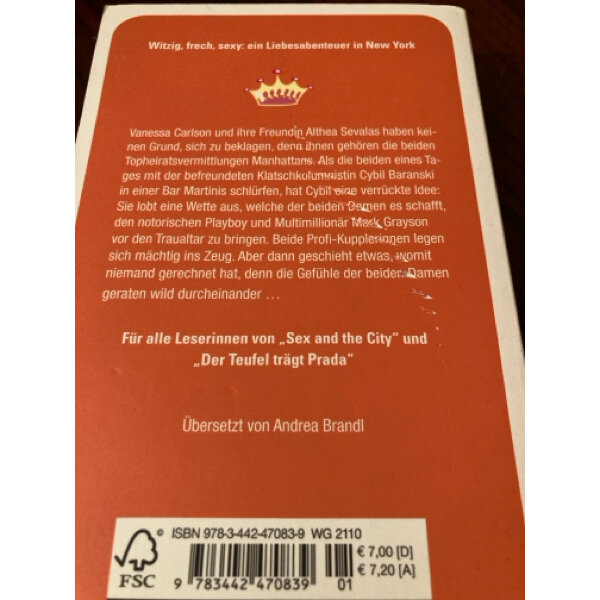 Witzig, frech, sexy: ein Liebesabenteuer in New York
Vanessa Carlson und ihre Freundin Althea Sevalas haben kei-
nen Grund, sich zu beklagen, denn ihnen gehören die beiden
Topheiratsvermittlungen Manhattans. Als die beiden eines Ta-
ges mit der befreundeten Klatschkolumnistin Cybil Baranski
in einer Bar Martinis schlürfen, hat Cybil eine verrückte Idee:
Sie lobt eine Wette aus, welche der beiden Damen es schafft,
den notorischen Playboy und Multimillionär Mark Grayson
vor den Traualtar zu bringen. Beide Profi-Kupplerinnen legen
sich mächtig ins Zeug. Aber dann geschieht etwas, womit
niemand gerechnet hat, denn die Gefühle der beiden Damen
geraten wild durcheinander ...
Für alle Leserinnen von „Sex and the City“ und
„Der Teufel trägt Prada“
Übersetzt von Andrea Brandl
ISBN 978-3-442-47083-9 WG 2110
€ 7,00 [D]
€ 7,20 [A]
FSC
9 783442 470839 01